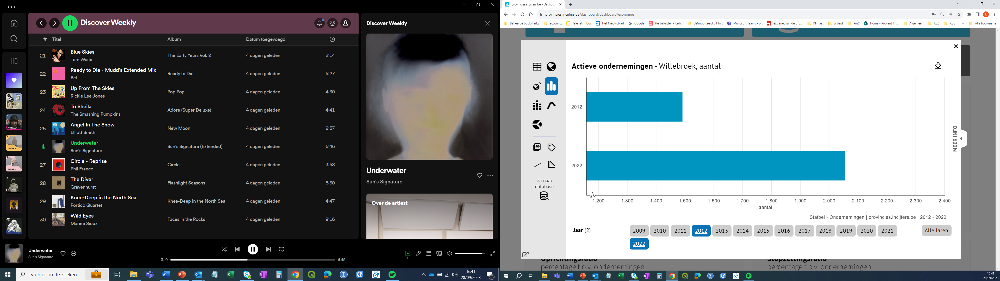 Discover Weekly
# Titel Album Datum toegevoegd
21 Blue Skies The Early Years Vol. 2 4 dagen geleden 2:14
Tom Waits
22 Ready to Die - Mudd's Extended Mix Ready to Die 4 dagen geleden 5:27
Bel
23 Up From The Skies Pop Pop 4 dagen geleden 4:30
Rickie Lee Jones
24 To Sheila Adore (Super Deluxe) 4 dagen geleden 4:41
The Smashing Pumpkins
25 Angel In The Snow New Moon 4 dagen geleden 2:37
Elliott Smith
Underwater Sun's Signature (Extended) 4 dagen geleden 6:46
Sun's Signature
27 Circle - Reprise Circle 4 dagen geleden 3:58
Phil France
28 The Diver Flashlight Seasons 4 dagen geleden 5:30
Gravenhurst
29 Knee-Deep in the North Sea Knee-Deep In the North Sea 4 dagen geleden 4:47
Portico Quartet
30 Wild Eyes Faces in the Rocks 4 dagen geleden 9:16
Mariee Sioux
Discover Weekly
Underwater
Sun's Signature
Over de artiest
Underwater
Sun's Signature
3:10 6:45
Typ hier om te zoeken
16:41
28/09/2023
13
provincies.incijfers.be - Dashbo
provincies.incijfers.be/dashboard/dashboard/economie
Beheerde bookmarks accounts Telenet: Inbox Het Nieuwsblad Google Herbeluister - Radi... Geïmporteerd uit In... Microsoft Teams - p... extranet van de pro... Klimaat arbeid PinC Home - Provant Int... Algemeen KSZ Kbo » Alle bookmarks
Actieve ondernemingen - Willebroek, aantal
2012
2022
1.200 1.300 1.400 1.500 1.600 1.700 1.800 1.900 2.000 2.100 2.200 2.300 2.400
aantal
Statbel - Ondernemingen | provincies.incijfers.be | 2012 - 2022
Ga naar
database
MEER INFO
Jaar (2) 2009 2010 2011 2012 2013 2014 2015 2016 2017 2018 2019 2020 2021 Alle Jaren
2022
Oprichtingsratio Stopzettingsratio
percentage t.o.v. ondernemingen percentage t.o.v. ondernemingen
16:41
28/09/2023